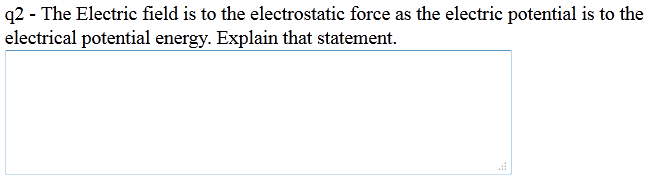 q2 - The Electric field is to the electrostatic force as the electric potential is to the
electrical potential energy. Explain that statement.